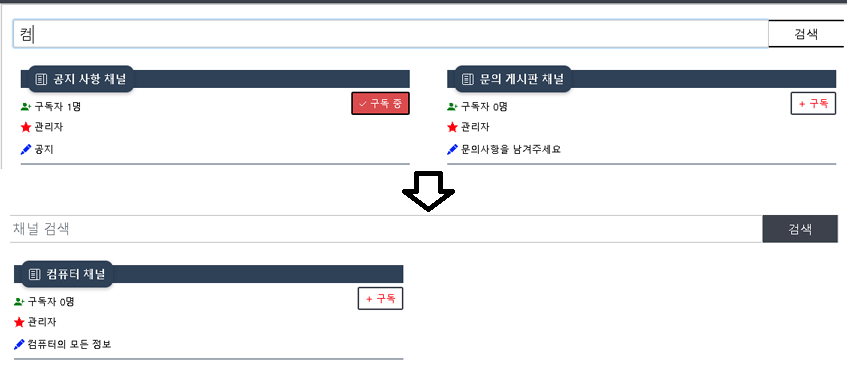 컴
검색
공지 사항 채널
문의 게시판 채널
구독자 1명
구독 중
구독자 0명
+ 구독
관리자
관리자
공지
문의사항을 남겨주세요
채널 검색
검색
컴퓨터 채널
구독자 0명
+ 구독
관리자
컴퓨터의 모든 정보